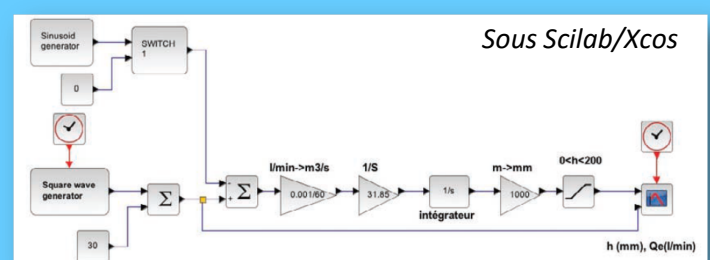 Sous Scilab/Xcos
Sinusoid
generator
SWITCH
1
0
Square wave
generator
30
Σ
-
+
Σ
l/min->m3/s
0.001/60
1/S
31.85
1/s
intégrateur
m->mm
1000
0<h<200
h (mm), Qe(l/min)